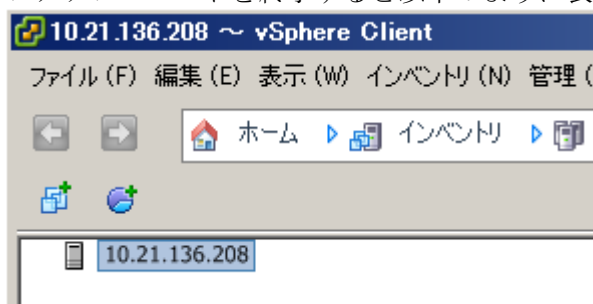 10.21.136.208 ～ vSphere Client
ファイル (F) 編集 (E) 表示 (W) インベントリ (N) 管理 (
ホーム インベントリ
10.21.136.208